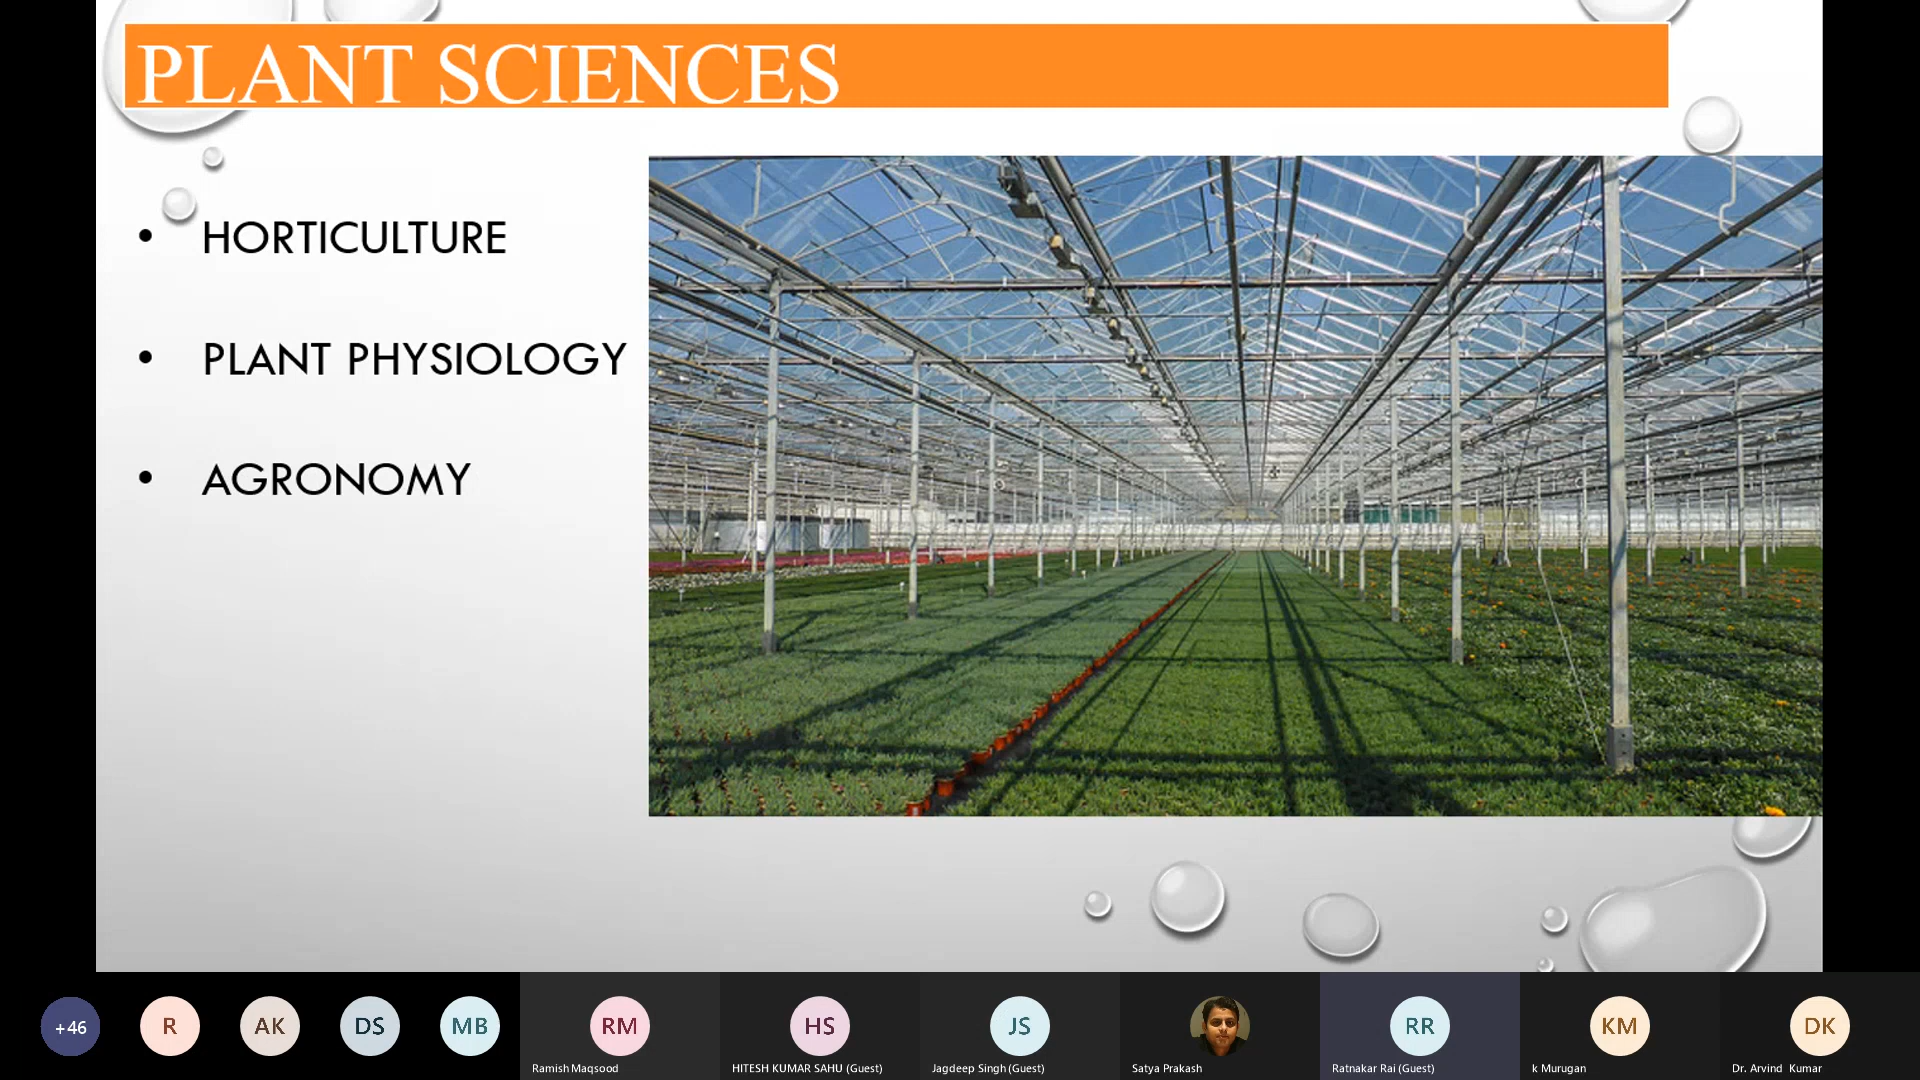 PLANT SCIENCES
• HORTICULTURE
• PLANT PHYSIOLOGY
• AGRONOMY
+46
R
AK
DS
MB
RM
HS
JS
RR
KM
DK
Ramish Maqsood
HITESH KUMAR SAHU (Guest)
Jagdeep Singh (Guest)
Satya Prakash
Ratnakar Rai (Guest)
k Murugan
Dr. Arvind Kumar